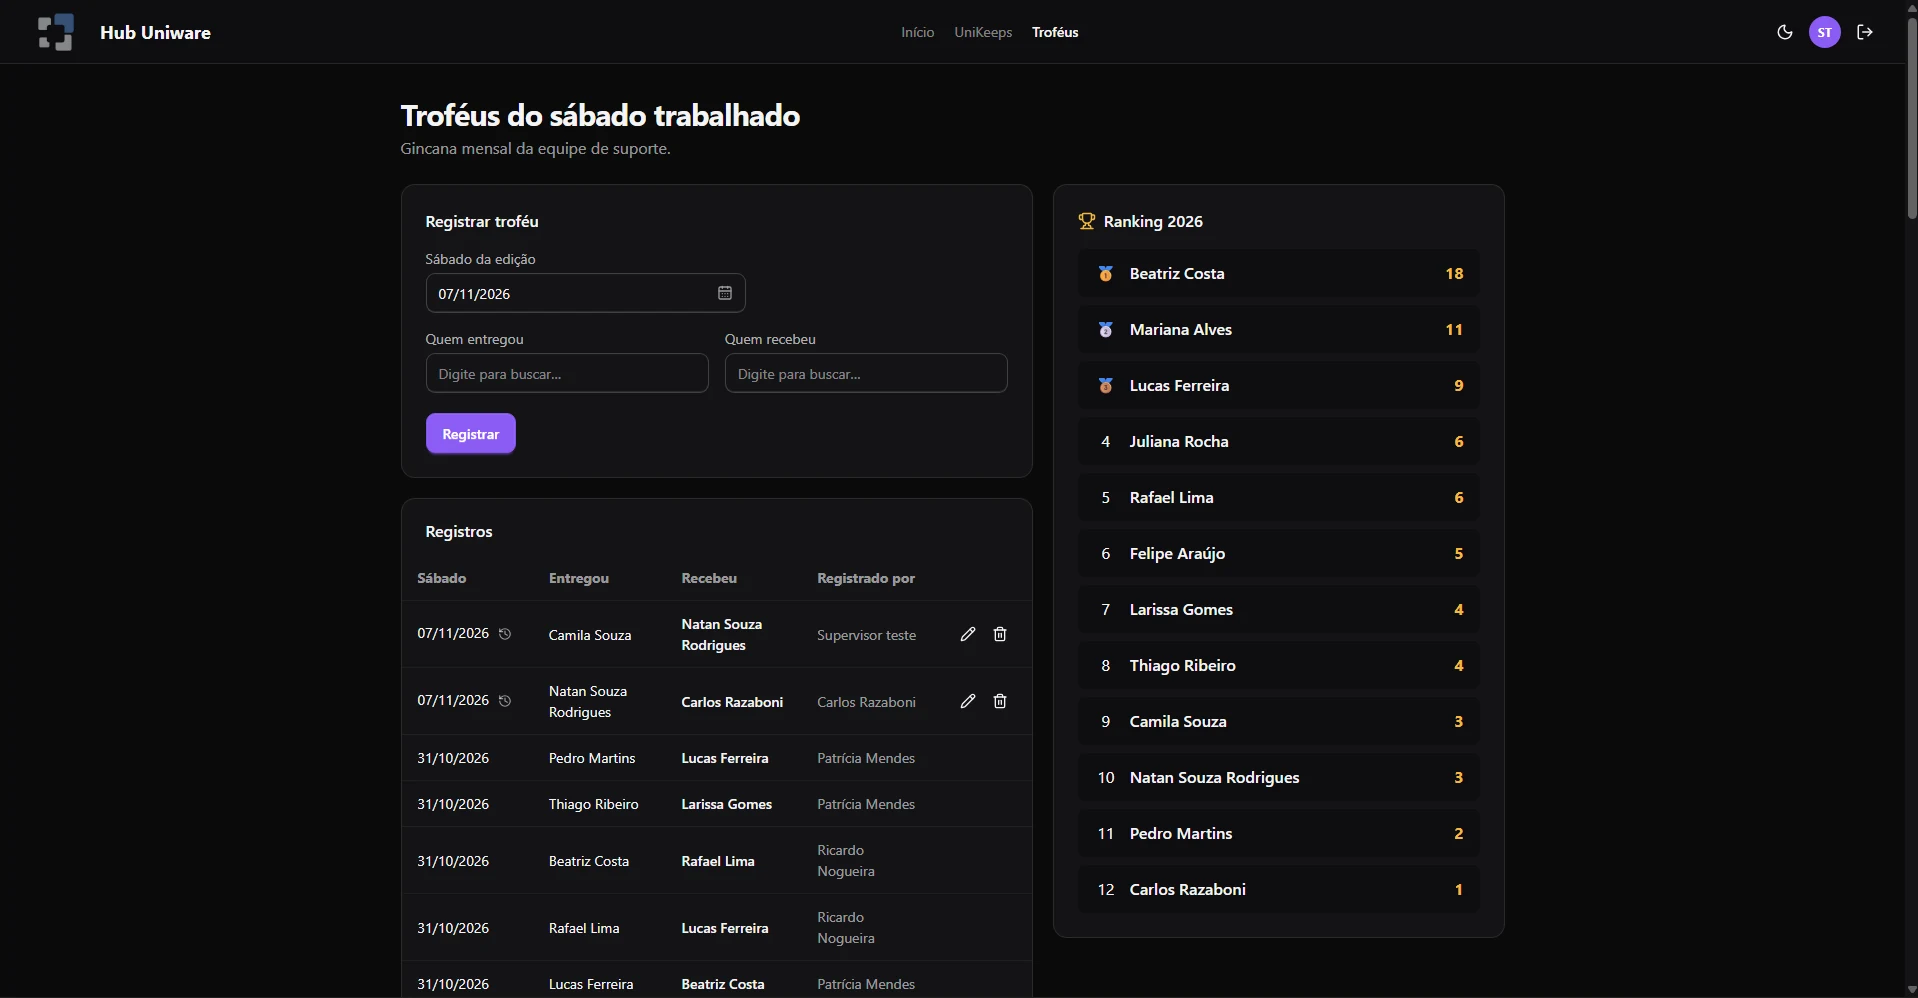 Hub Uniware
Início UniKeeps Troféus
ST
Troféus do sábado trabalhado
Gincana mensal da equipe de suporte.
Registrar troféu
Sábado da edição
07/11/2026
Quem entregou Quem recebeu
Digite para buscar... Digite para buscar...
Registrar
Registros
Sábado Entregou Recebeu Registrado por
07/11/2026 Camila Souza Natan Souza Rodrigues Supervisor teste
07/11/2026 Natan Souza Rodrigues Carlos Razaboni Carlos Razaboni
31/10/2026 Pedro Martins Lucas Ferreira Patrícia Mendes
31/10/2026 Thiago Ribeiro Larissa Gomes Patrícia Mendes
31/10/2026 Beatriz Costa Rafael Lima Ricardo Nogueira
31/10/2026 Rafael Lima Lucas Ferreira Ricardo Nogueira
31/10/2026 Lucas Ferreira Beatriz Costa Patrícia Mendes
Ranking 2026
1 Beatriz Costa 18
2 Mariana Alves 11
3 Lucas Ferreira 9
4 Juliana Rocha 6
5 Rafael Lima 6
6 Felipe Araújo 5
7 Larissa Gomes 4
8 Thiago Ribeiro 4
9 Camila Souza 3
10 Natan Souza Rodrigues 3
11 Pedro Martins 2
12 Carlos Razaboni 1